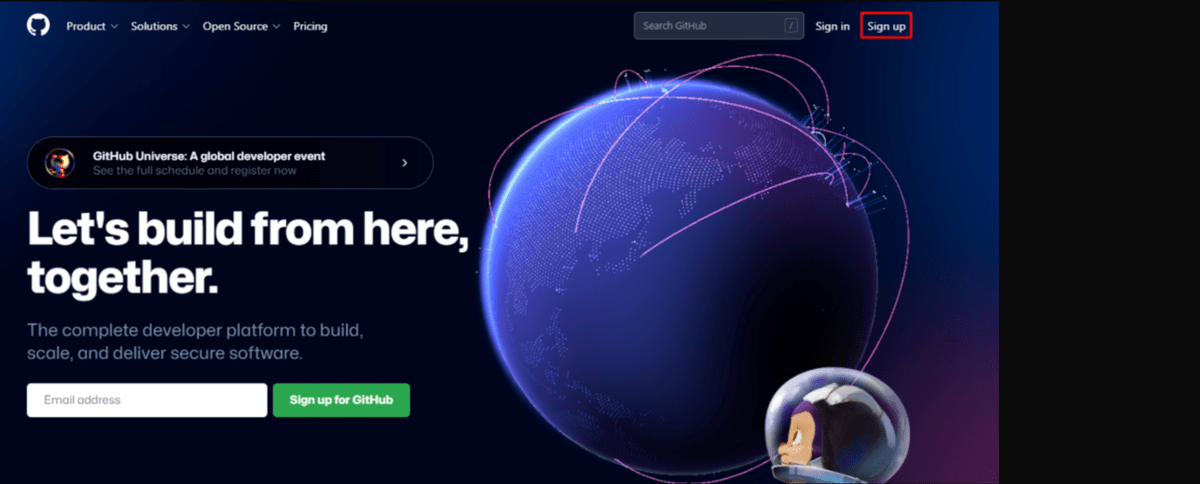 Product Solutions Open Source Pricing Search GitHub / Sign in Sign up
GitHub Universe: A global developer event
See the full schedule and register now
Let's build from here,
together.
The complete developer platform to build,
scale, and deliver secure software.
Email address Sign up for GitHub